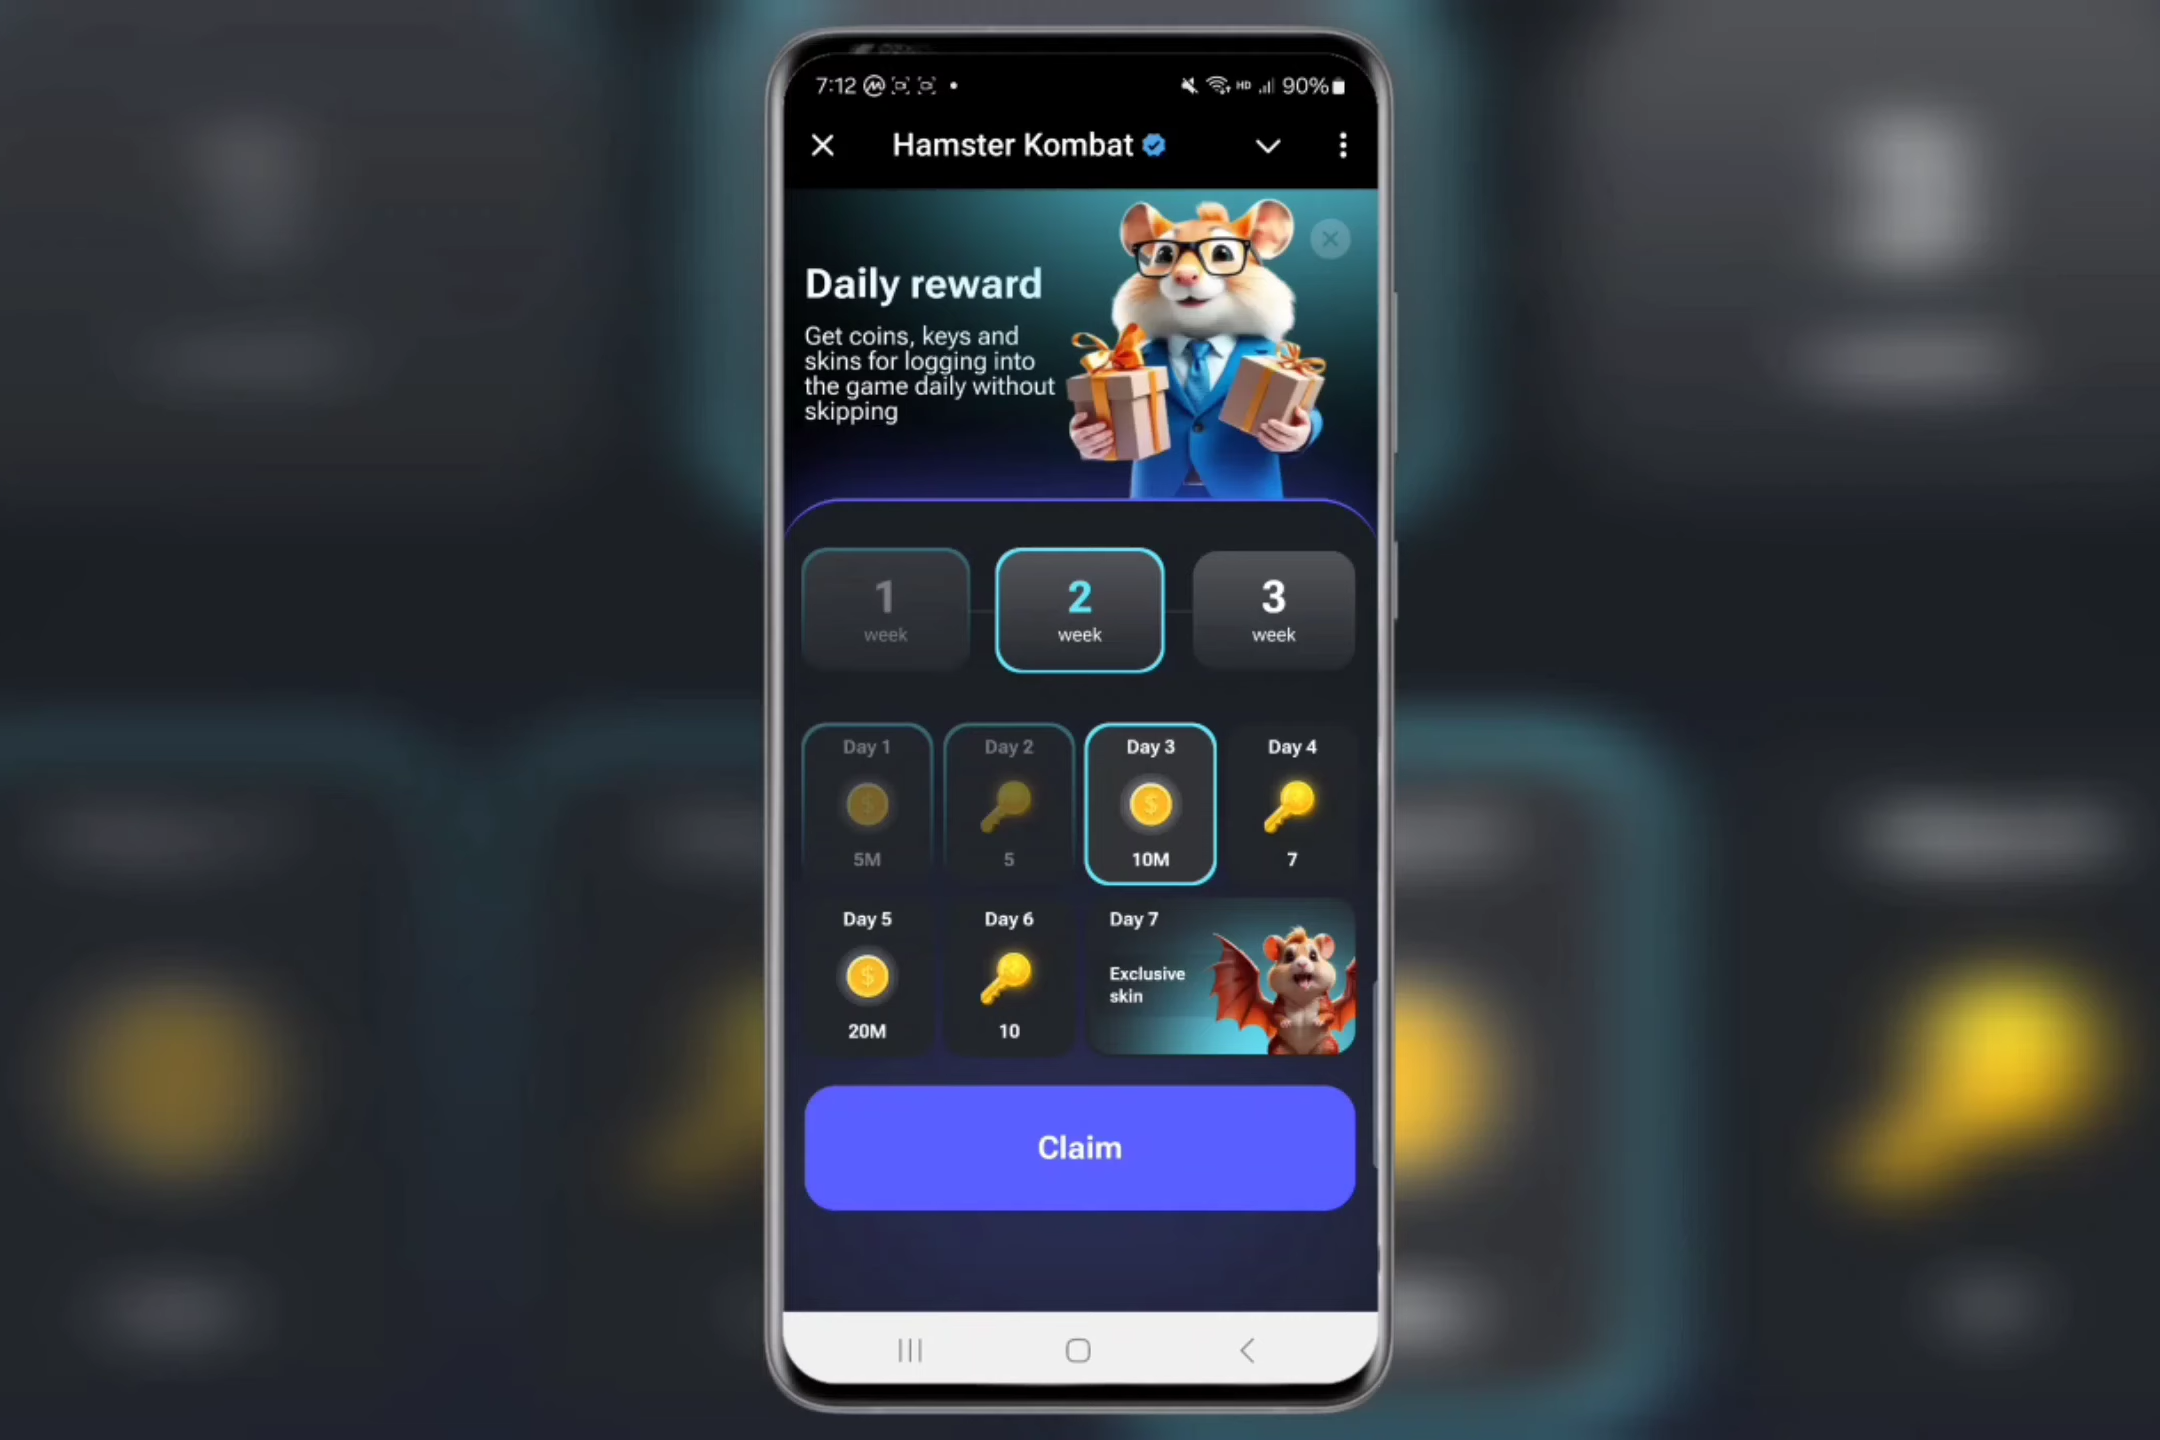 7:12
HD 90%
Hamster Kombat
Daily reward
Get coins, keys and
skins for logging into
the game daily without
skipping
1
week
2
week
3
week
Day 1
5M
Day 2
5
Day 3
10M
Day 4
7
Day 5
20M
Day 6
10
Day 7
Exclusive
skin
Claim